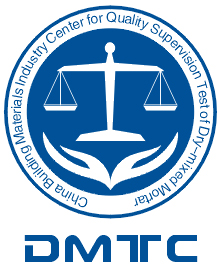 China Building Materials Industry Center for Quality Supervision Test of Dry-mixed Mortar
DMTC